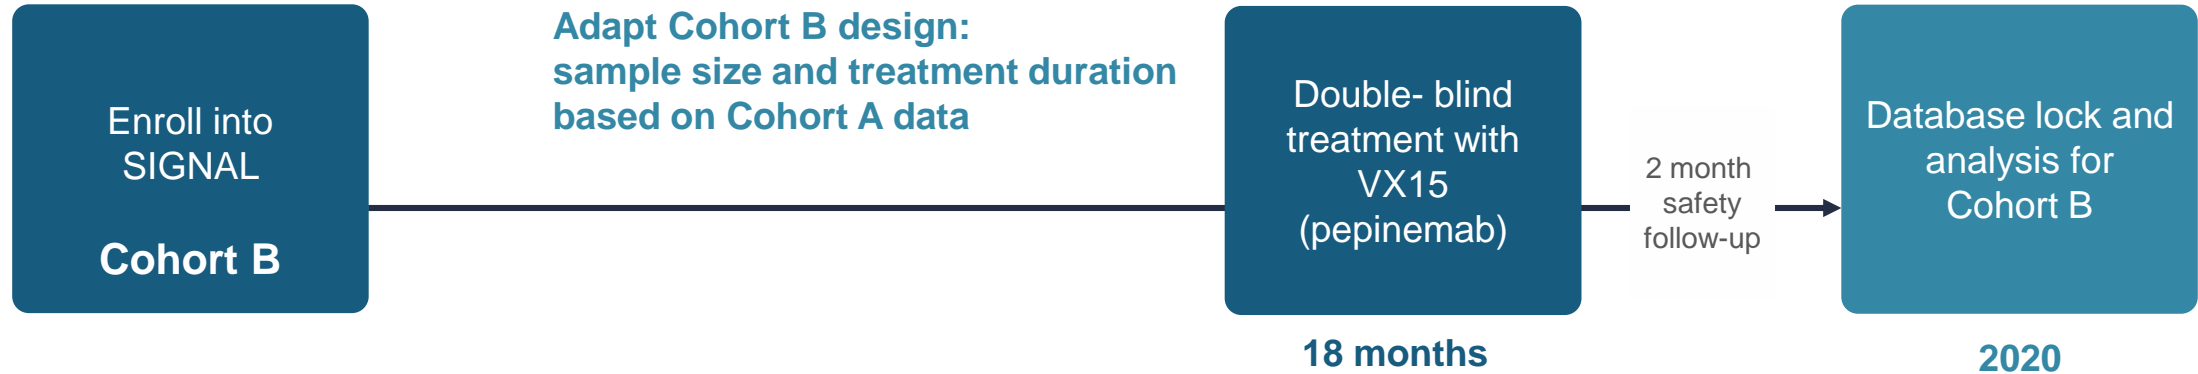 Enroll into
SIGNAL
Cohort B
Adapt Cohort B design:
sample size and treatment duration
based on Cohort A data
Double- blind
treatment with
VX15
(pepinemab)
18 months
2 month
safety
follow-up
Database lock and
analysis for
Cohort B
2020